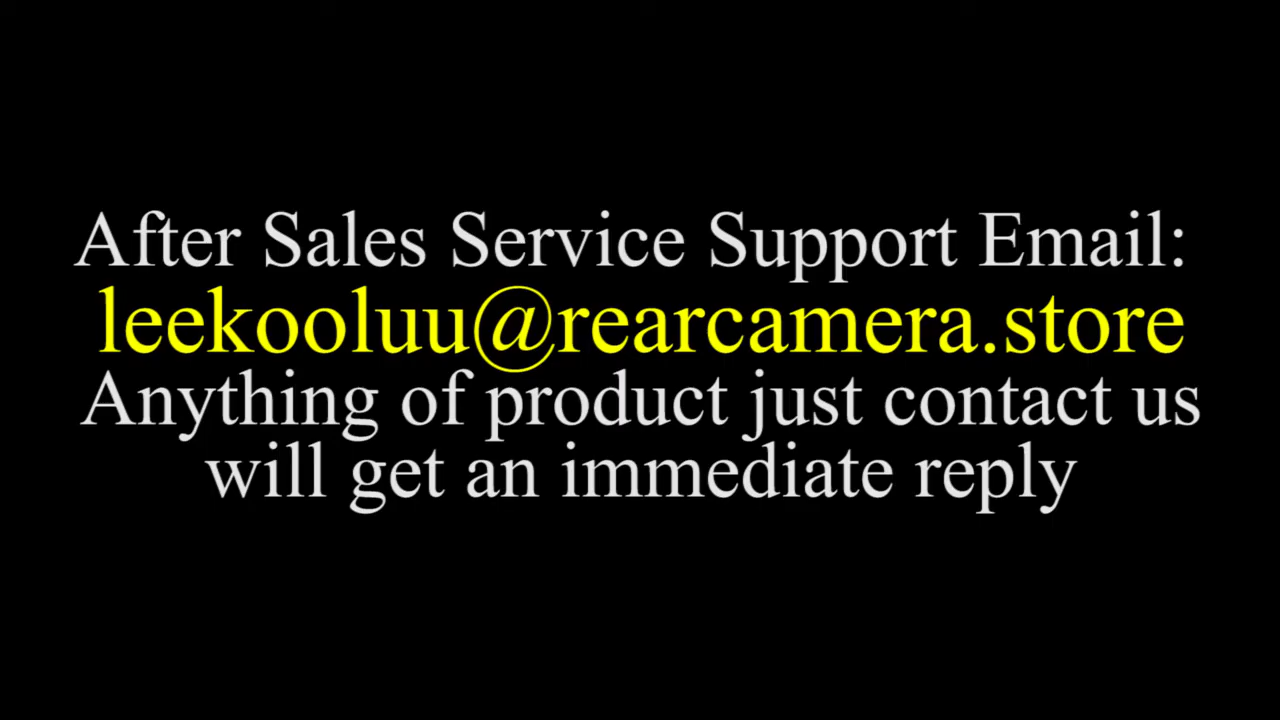 After Sales Service Support Email:
leekooluu@rearcamera.store
Anything of product just contact us
will get an immediate reply